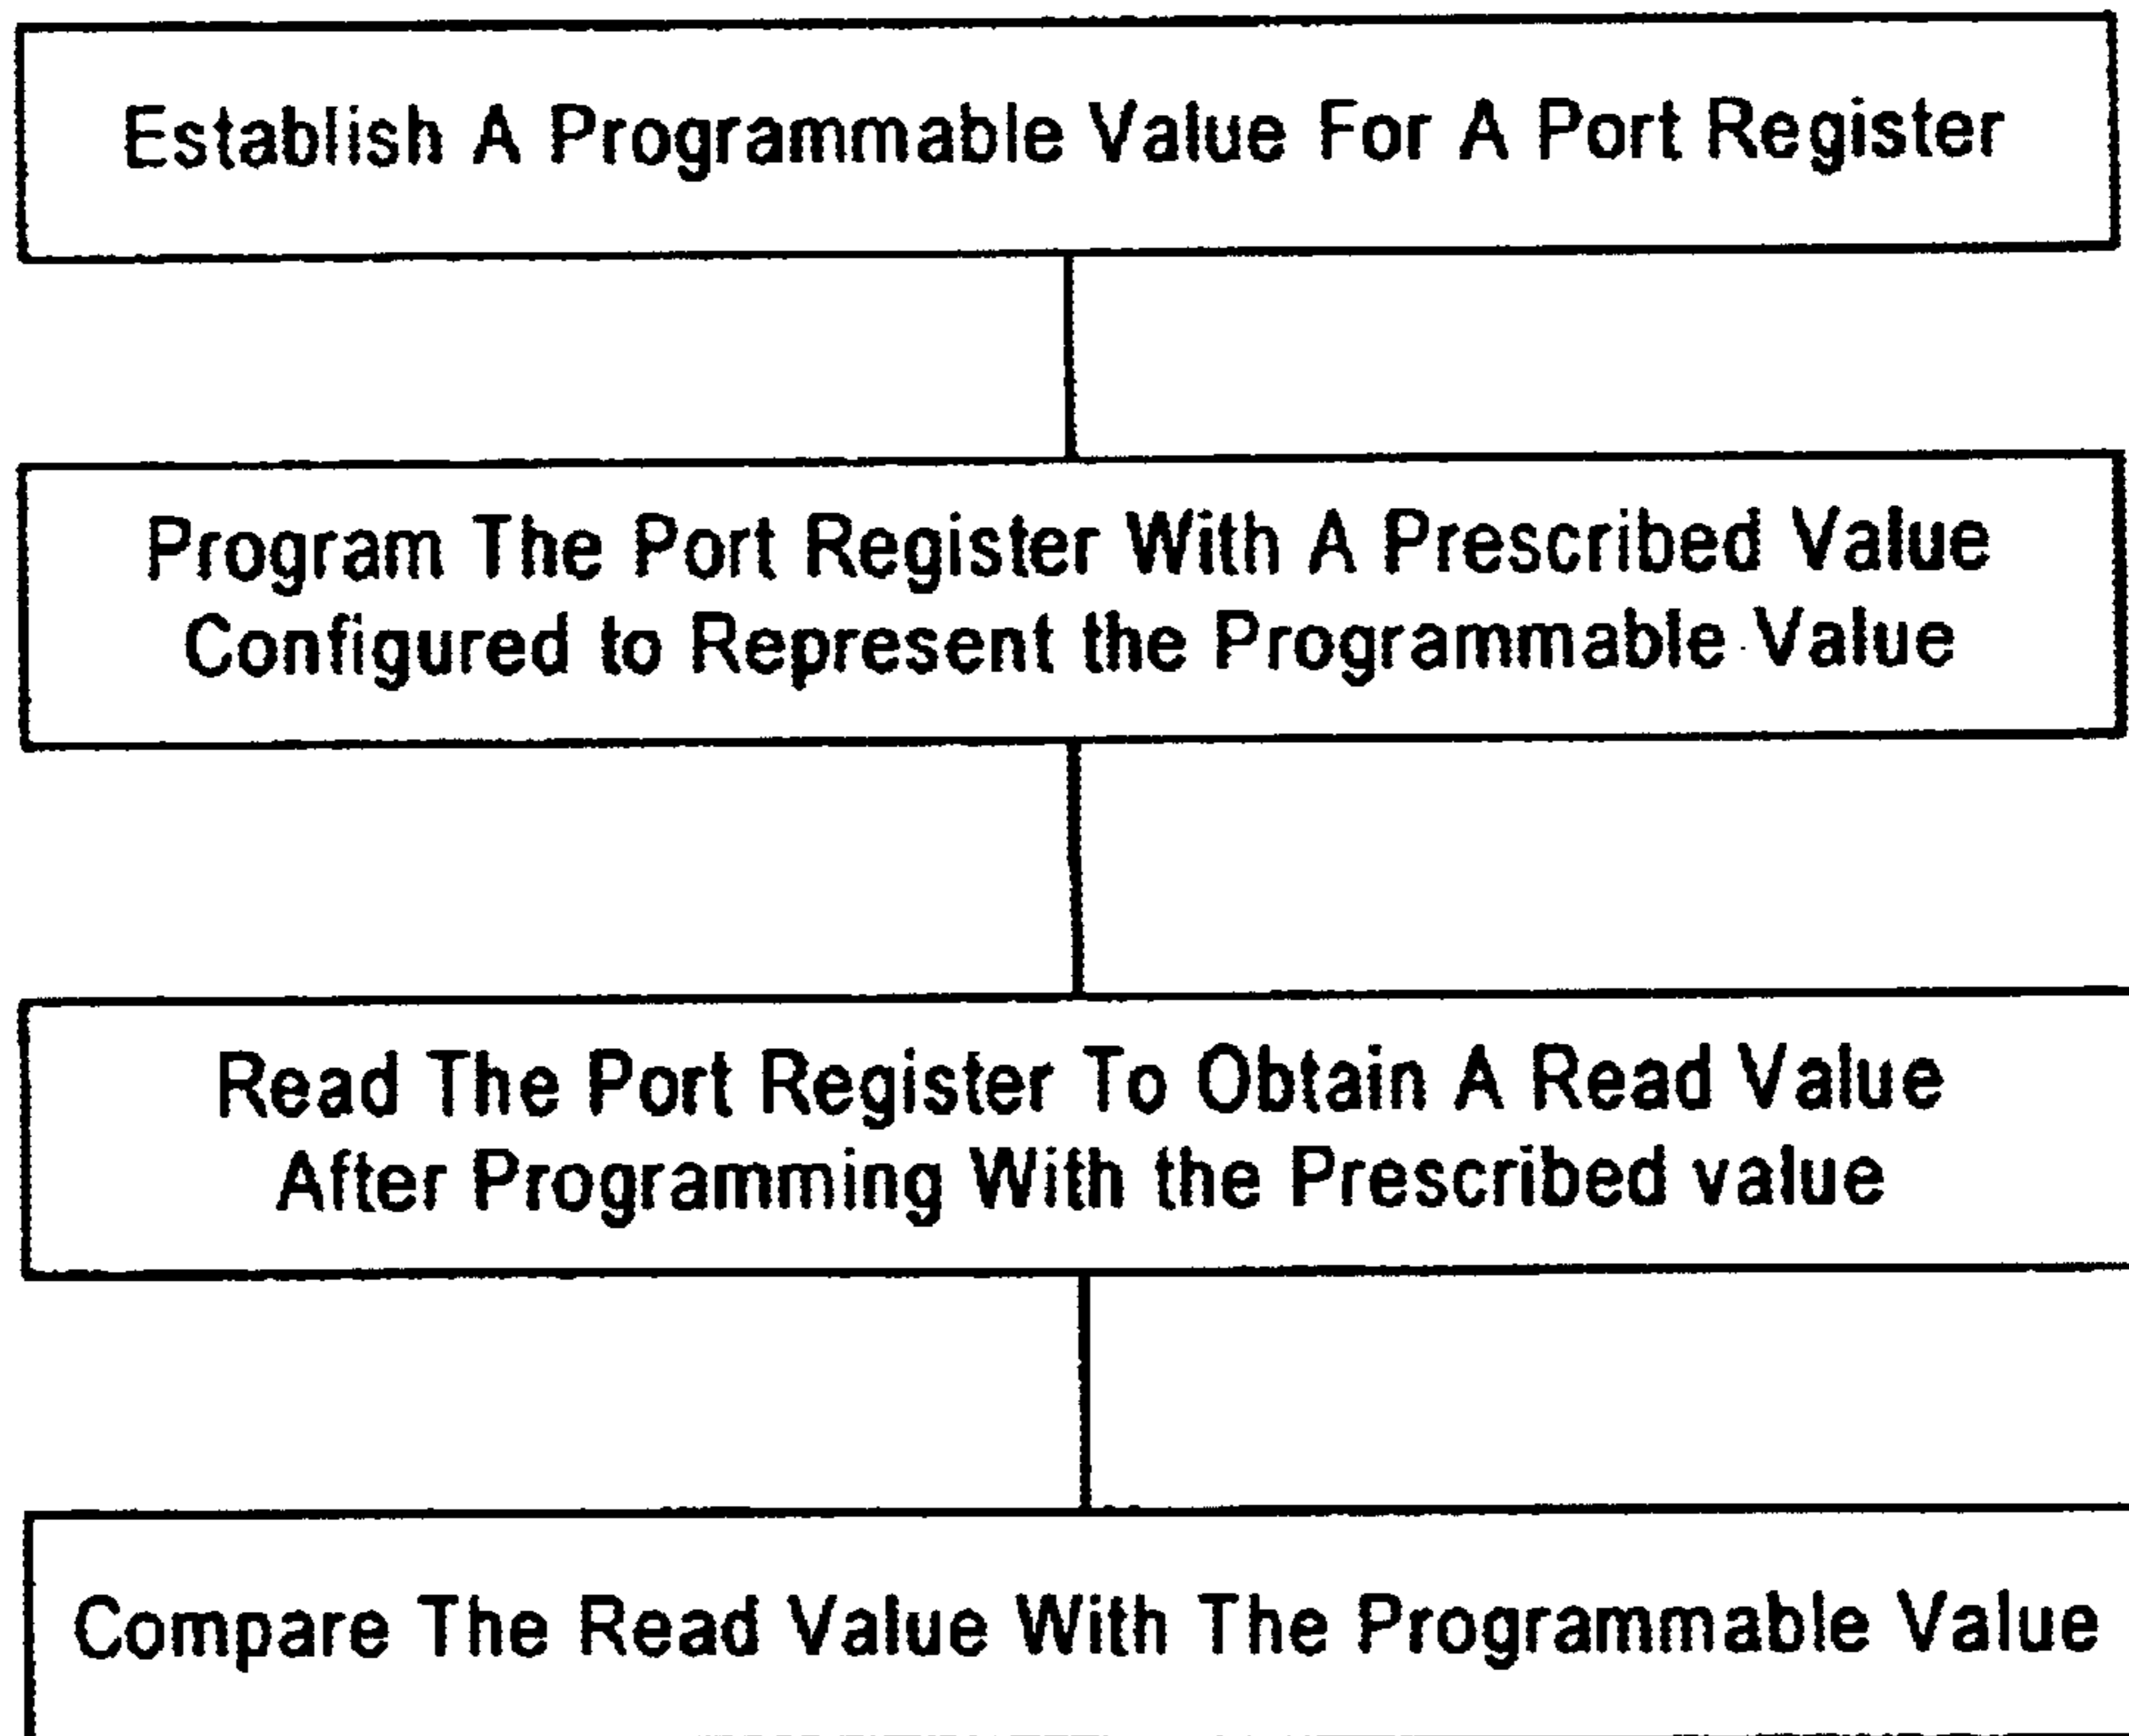 Establish A Programmable Value For A Port Register
Program The Port Register With A Prescribed Value
Configured to Represent the Programmable Value
Read The Port Register To Obtain A Read Value
After Programming With the Prescribed value
Compare The Read Value With The Programmable Value